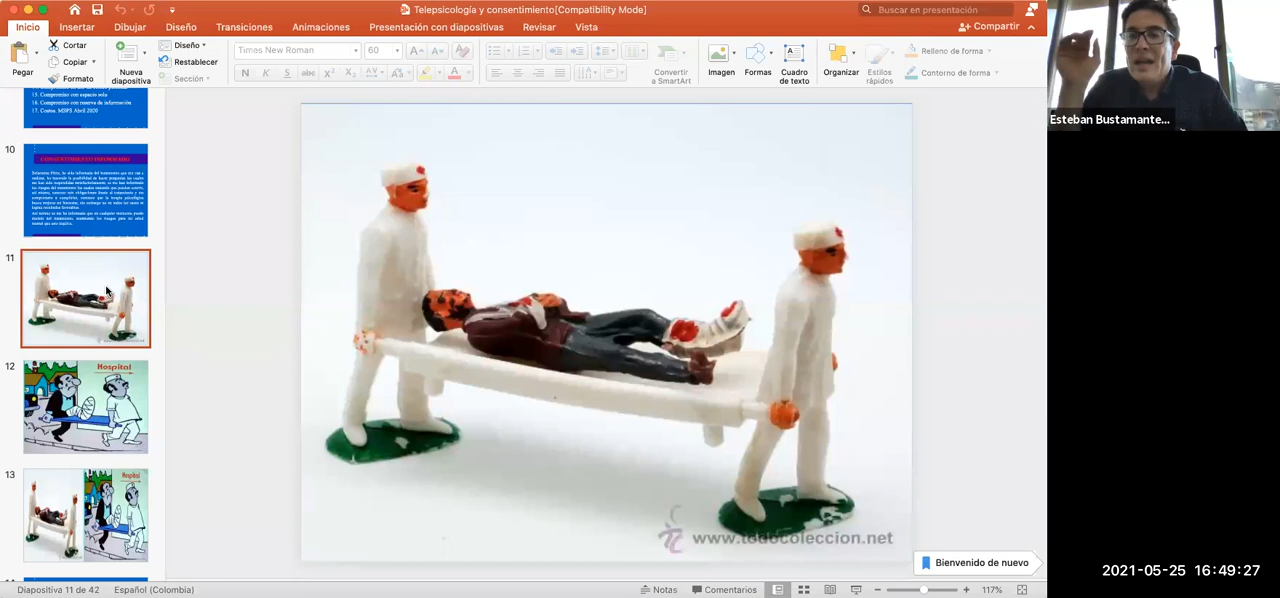 Telepsicología y consentimiento[Compatibility Mode]
Buscar en presentación
Inicio Insertar Dibujar Diseño Transiciones Animaciones Presentación con diapositivas Revisar Vista
Compartir
Pegar
Cortar
Copiar
Formato
Nueva diapositiva
Diseño
Restablecer
Sección
Times New Roman 60
Convertir a SmartArt
Imagen
Formas
Cuadro de texto
Organizar
Estilos rápidos
Relleno de forma
Contorno de forma
Esteban Bustamante...
15. Compromiso con espacio solo
16. Compromiso con reserva de información
17. Costos. MSPS Abril 2020
10
CONSENTIMIENTO INFORMADO
11
12
Hospital
13
Hospital
www.todocoleccion.net
Bienvenido de nuevo
2021-05-25 16:49:27
Diapositiva 11 de 42 Español (Colombia)
Notas Comentarios 117%